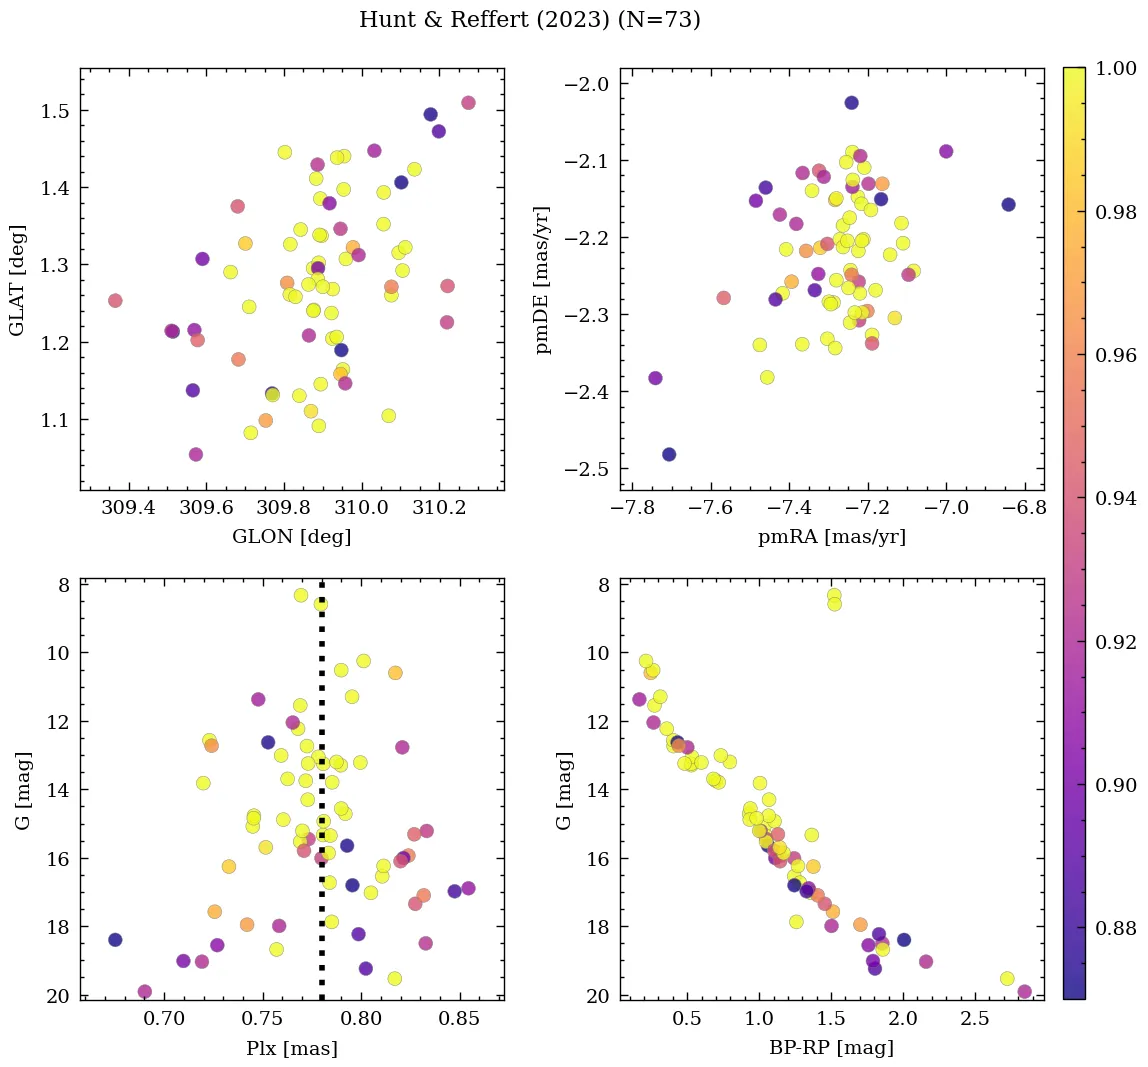 Hunt & Reffert (2023) (N=73)
1.5
1.4
1.3
1.2
1.1
GLAT [deg]
309.4 309.6 309.8 310.0 310.2
GLON [deg]
−2.0
−2.1
−2.2
−2.3
−2.4
−2.5
pmDE [mas/yr]
−7.8 −7.6 −7.4 −7.2 −7.0 −6.8
pmRA [mas/yr]
8
10
12
14
16
18
20
G [mag]
0.70 0.75 0.80 0.85
Plx [mas]
8
10
12
14
16
18
20
G [mag]
0.5 1.0 1.5 2.0 2.5
BP-RP [mag]
1.00
0.98
0.96
0.94
0.92
0.90
0.88